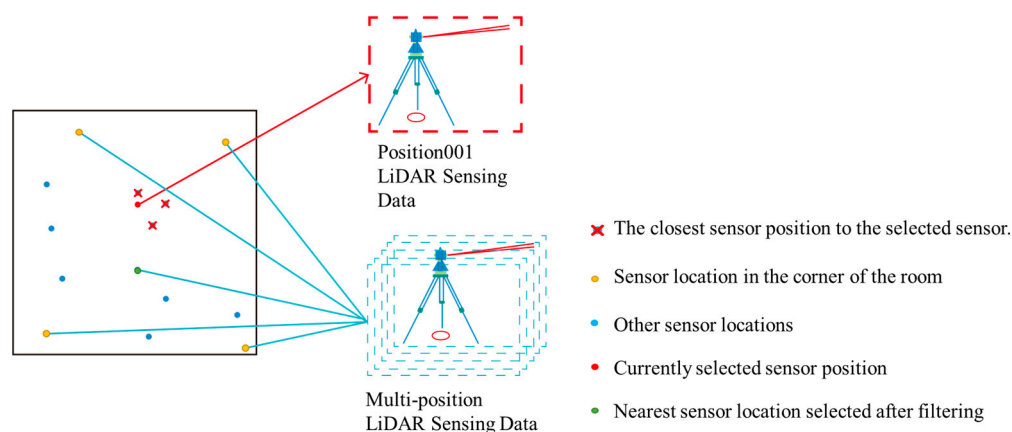 Position001
LiDAR Sensing
Data
Multi-position
LiDAR Sensing Data
The closest sensor position to the selected sensor.
Sensor location in the corner of the room
Other sensor locations
Currently selected sensor position
Nearest sensor location selected after filtering